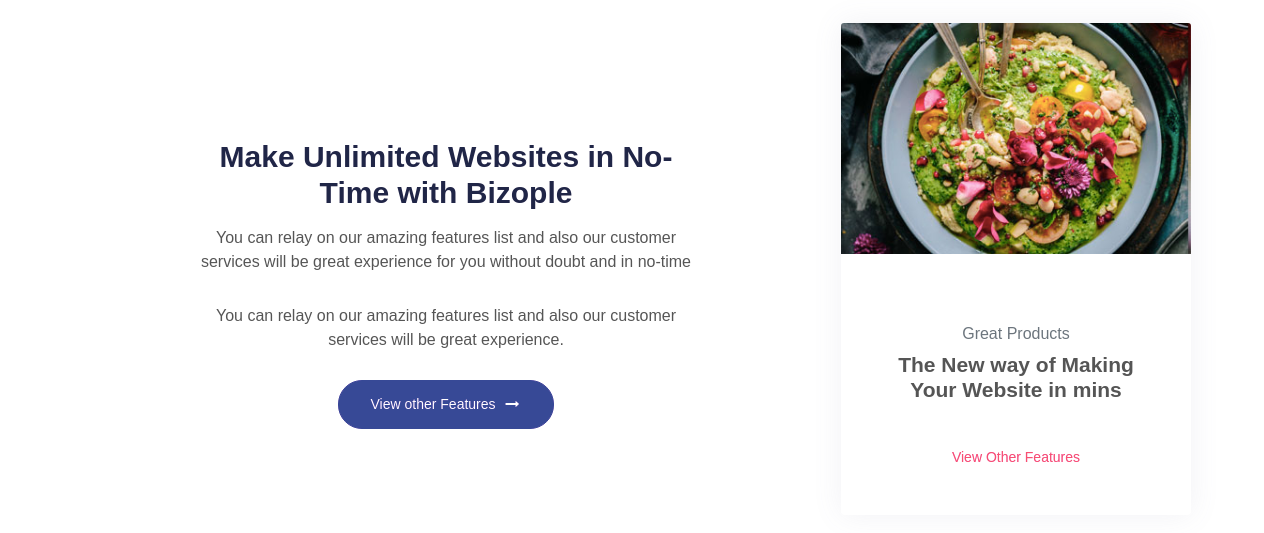 Make Unlimited Websites in No-
Time with Bizople
You can relay on our amazing features list and also our customer
services will be great experience for you without doubt and in no-time
You can relay on our amazing features list and also our customer
services will be great experience.
View other Features
Great Products
The New way of Making
Your Website in mins
View Other Features